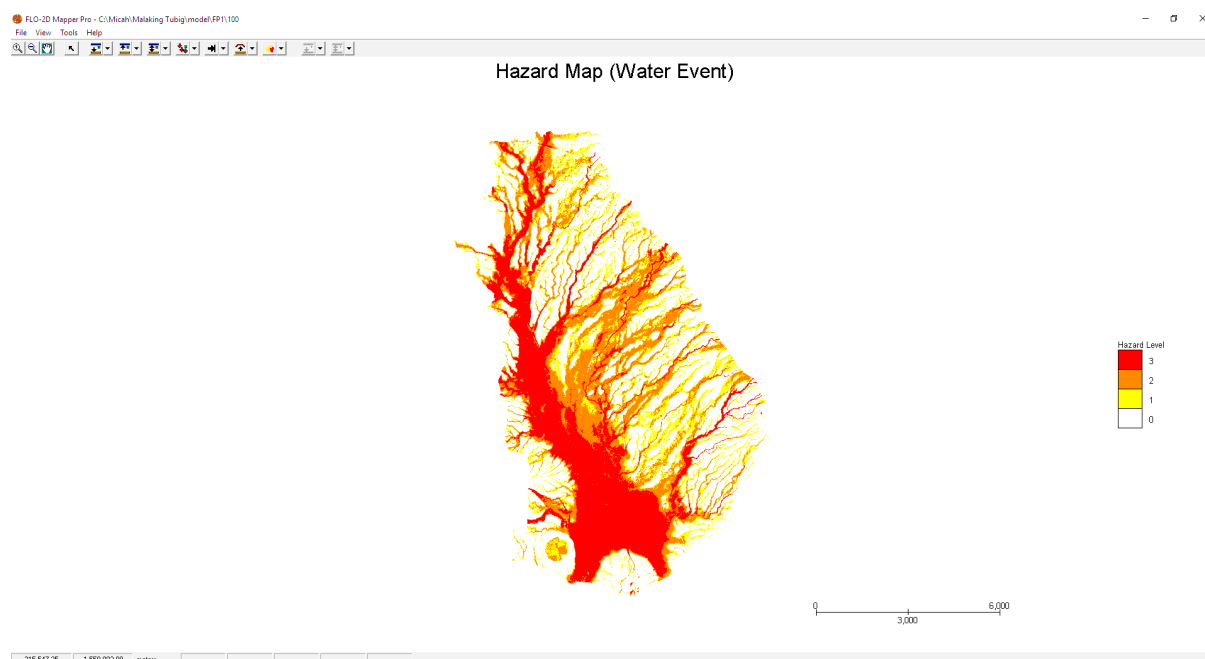 FLO-2D Mapper Pro - C:\Micah\Malaking Tubig\model\FP1\100
File View Tools Help
Hazard Map (Water Event)
Hazard Level
3
2
1
0
0 6,000
3,000